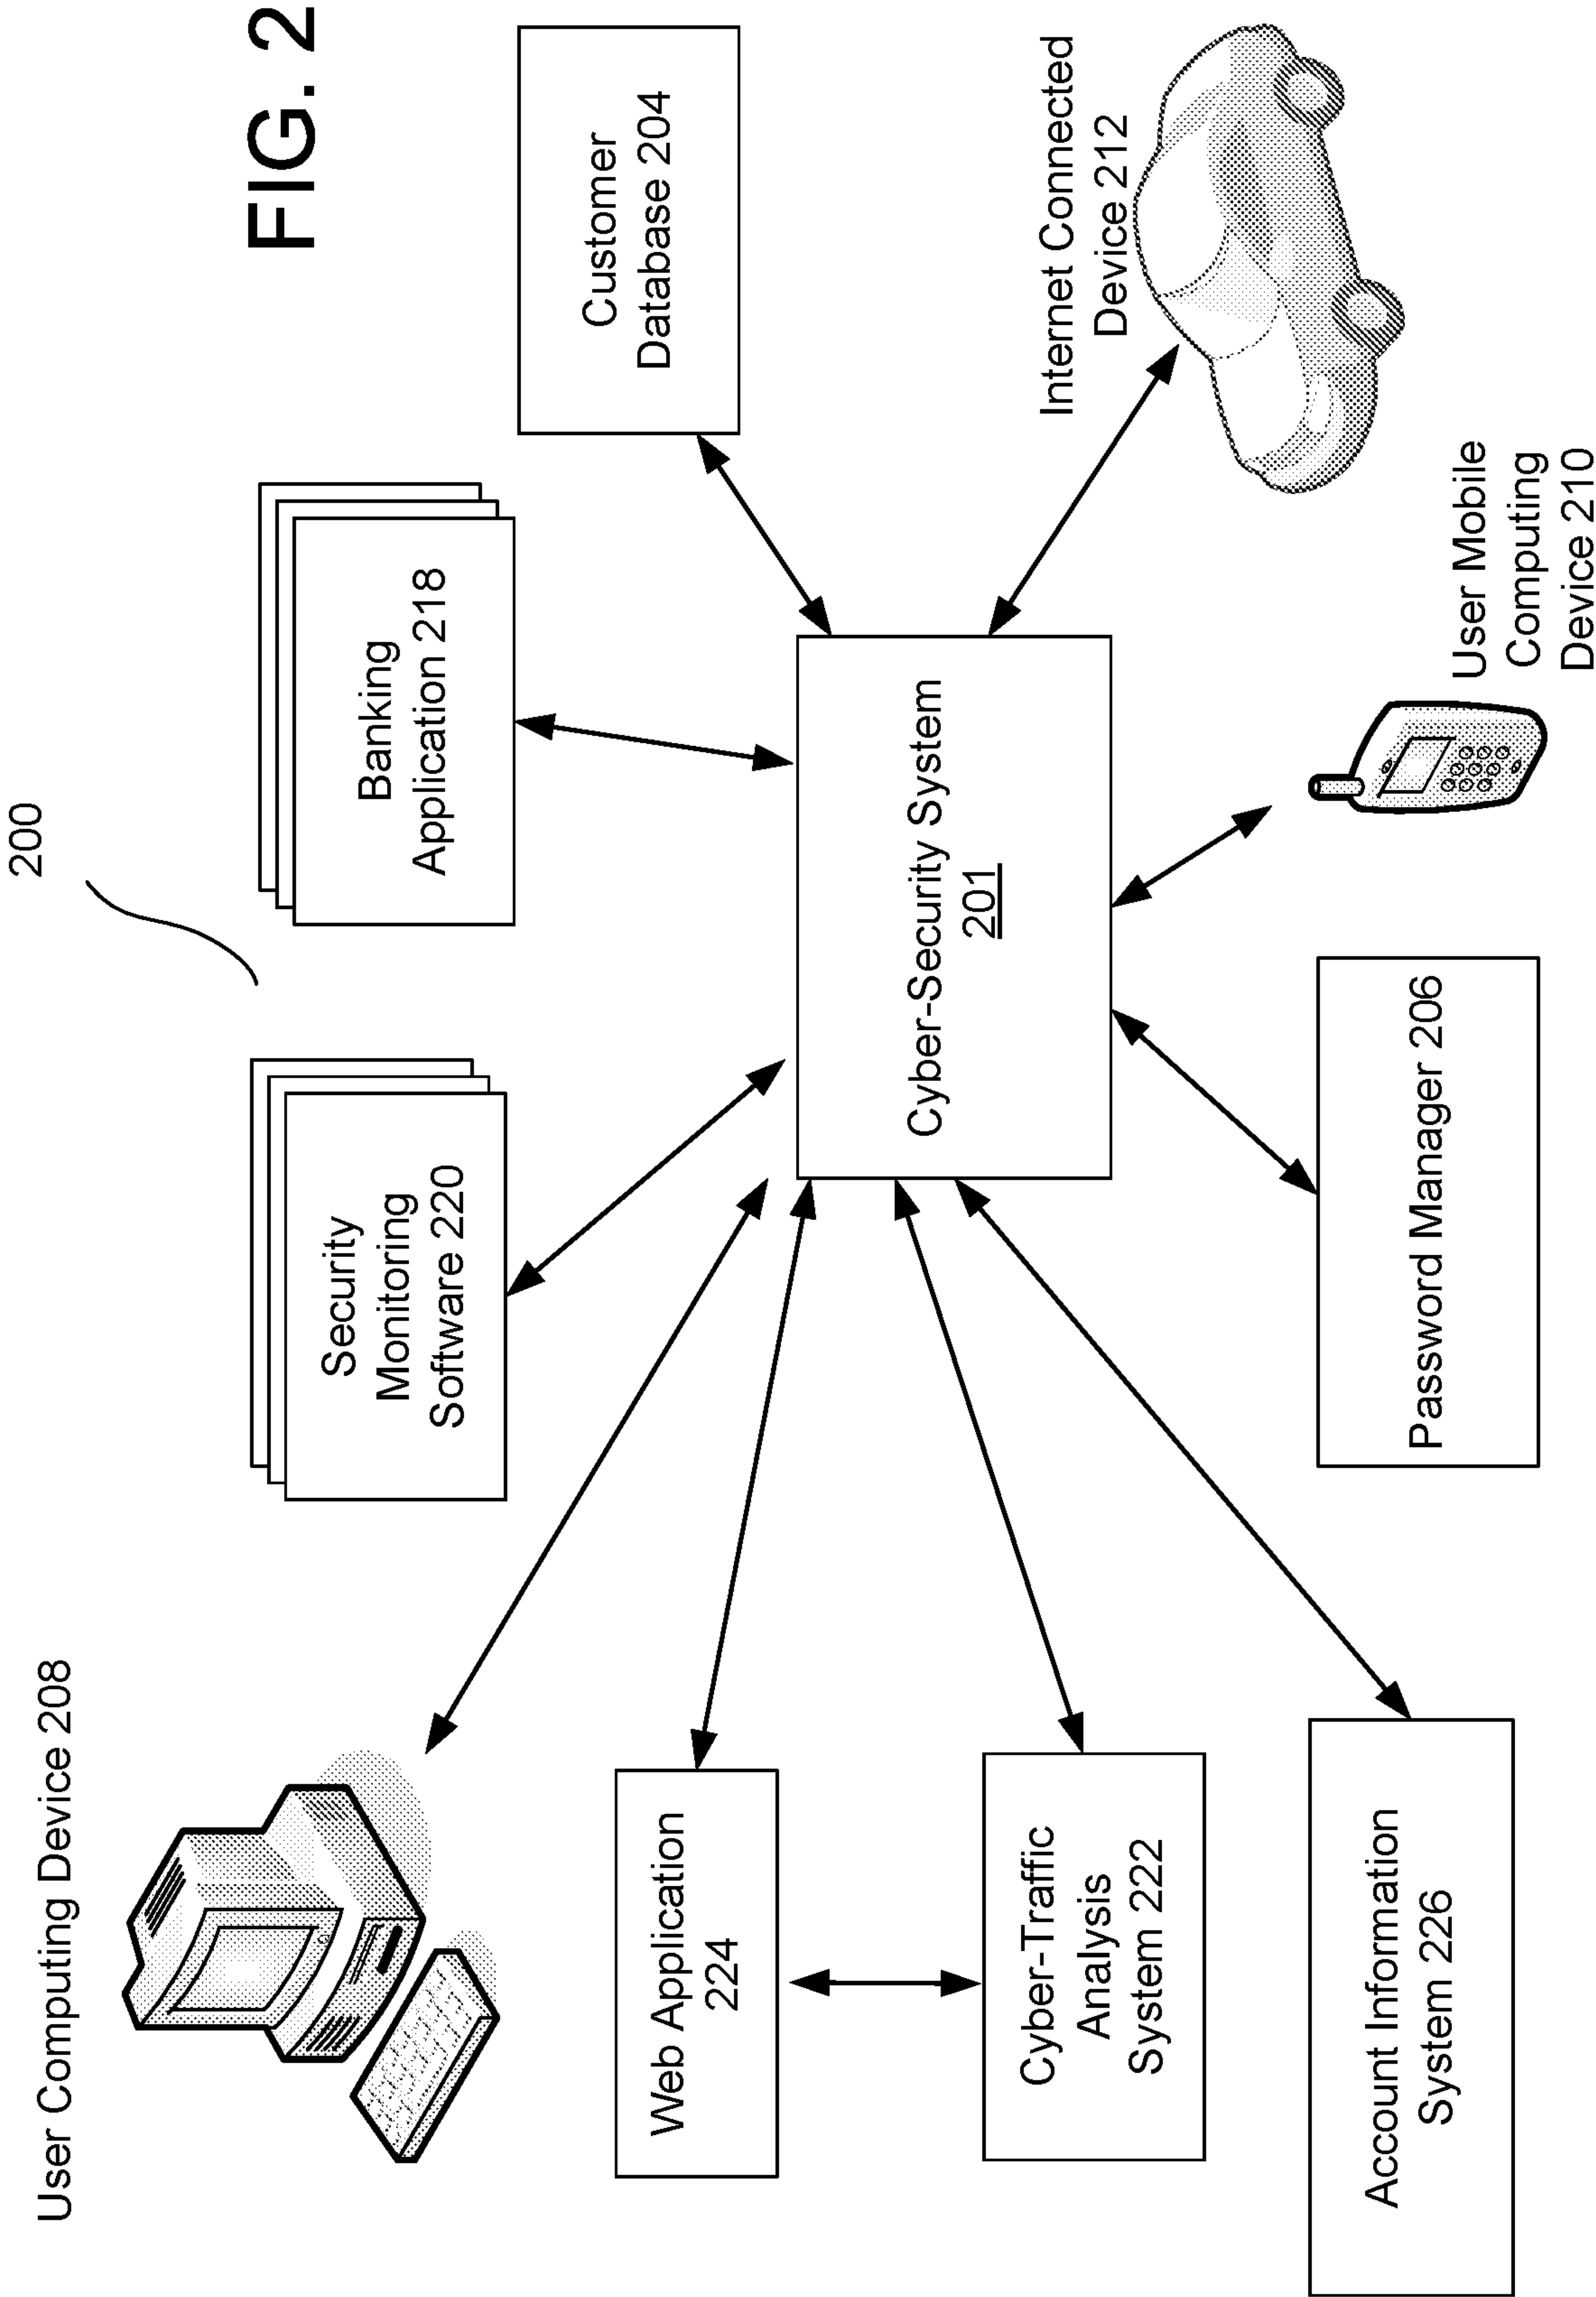 FIG. 2
200
User Computing Device 208
Security
Monitoring
Software 220
Banking
Application 218
Customer
Database 204
Web Application
224
Cyber-Security System
201
Internet Connected
Device 212
Cyber-Traffic
Analysis
System 222
Account Information
System 226
Password Manager 206
User Mobile
Computing
Device 210